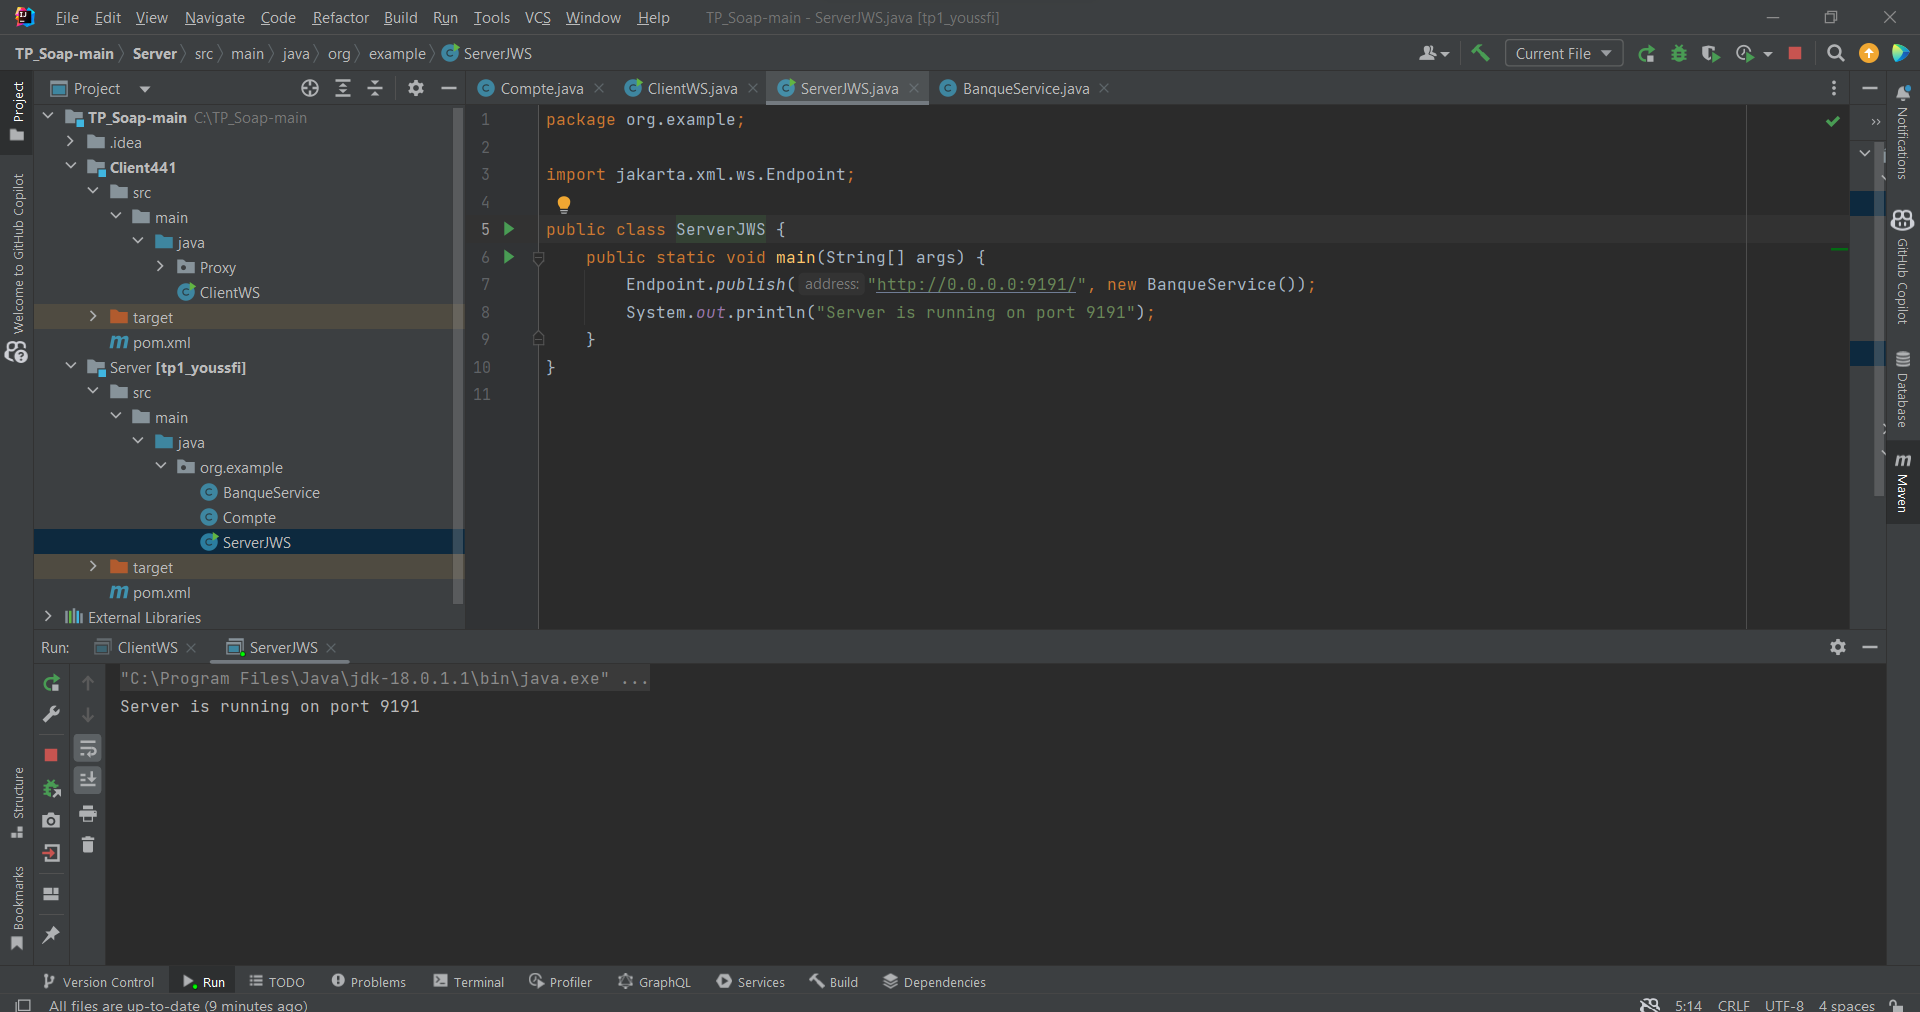 File Edit View Navigate Code Refactor Build Run Tools VCS Window Help TP_Soap-main - ServerJWS.java [tp1_youssfi]
TP_Soap-main Server src main java org example ServerJWS Current File
Project Compte.java ClientWS.java ServerJWS.java BanqueService.java
TP_Soap-main C:\TP_Soap-main
.idea
Client441
src
main
java
Proxy
ClientWS
target
pom.xml
Server [tp1_youssfi]
src
main
java
org.example
BanqueService
Compte
ServerJWS
target
pom.xml
External Libraries
1 package org.example;
2
3 import jakarta.xml.ws.Endpoint;
4
5 public class ServerJWS {
6 public static void main(String[] args) {
7 Endpoint.publish( address: "http://0.0.0.0:9191/", new BanqueService());
8 System.out.println("Server is running on port 9191");
9 }
10 }
11
Project
Welcome to GitHub Copilot
Structure
Bookmarks
Notifications
GitHub Copilot
Database
Maven
Run: ClientWS ServerJWS
"C:\Program Files\Java\jdk-18.0.1.1\bin\java.exe" ...
Server is running on port 9191
Version Control Run TODO Problems Terminal Profiler GraphQL Services Build Dependencies
All files are up-to-date (9 minutes ago) 5:14 CRLF UTF-8 4 spaces